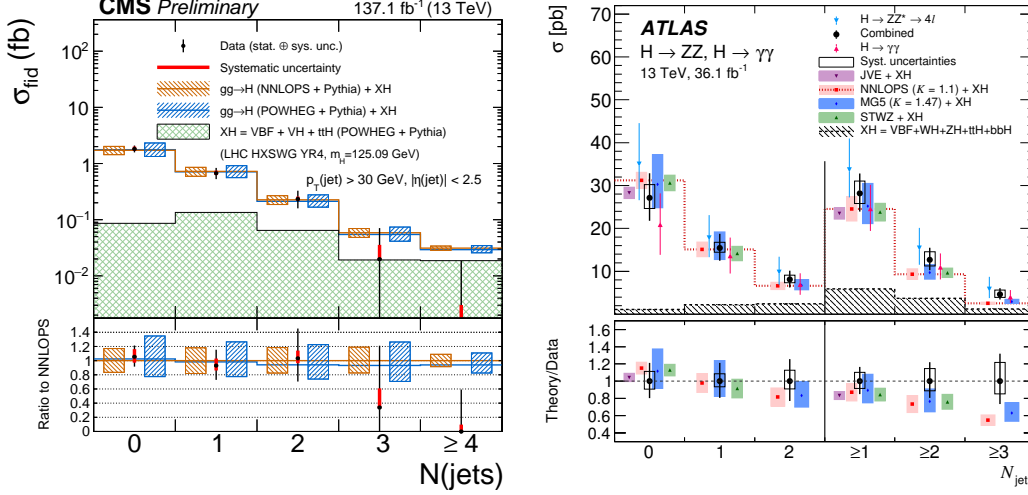 CMS Preliminary 137.1 fb⁻¹ (13 TeV)
σ_fid (fb)
10²
10
1
10⁻¹
10⁻²
Data (stat. ⊕ sys. unc.)
Systematic uncertainty
gg→H (NNLOPS + Pythia) + XH
gg→H (POWHEG + Pythia) + XH
XH = VBF + VH + ttH (POWHEG + Pythia)
(LHC HXSWG YR4, m_H=125.09 GeV)
p_T(jet) > 30 GeV, |η(jet)| < 2.5
Ratio to NNLOPS
1.4
1.2
1.0
0.8
0.6
0.4
0.2
0
0 1 2 3 ≥ 4
N(jets)
σ [pb]
70
60
50
40
30
20
10
ATLAS
H → ZZ, H → γγ
13 TeV, 36.1 fb⁻¹
H → ZZ* → 4l
Combined
H → γγ
Syst. uncertainties
JVE + XH
NNLOPS (K = 1.1) + XH
MG5 (K = 1.47) + XH
STWZ + XH
XH = VBF+WH+ZH+ttH+bbH
Theory/Data
1.6
1.4
1.2
1.0
0.8
0.6
0.4
0 1 2 ≥1 ≥2 ≥3
N_jet